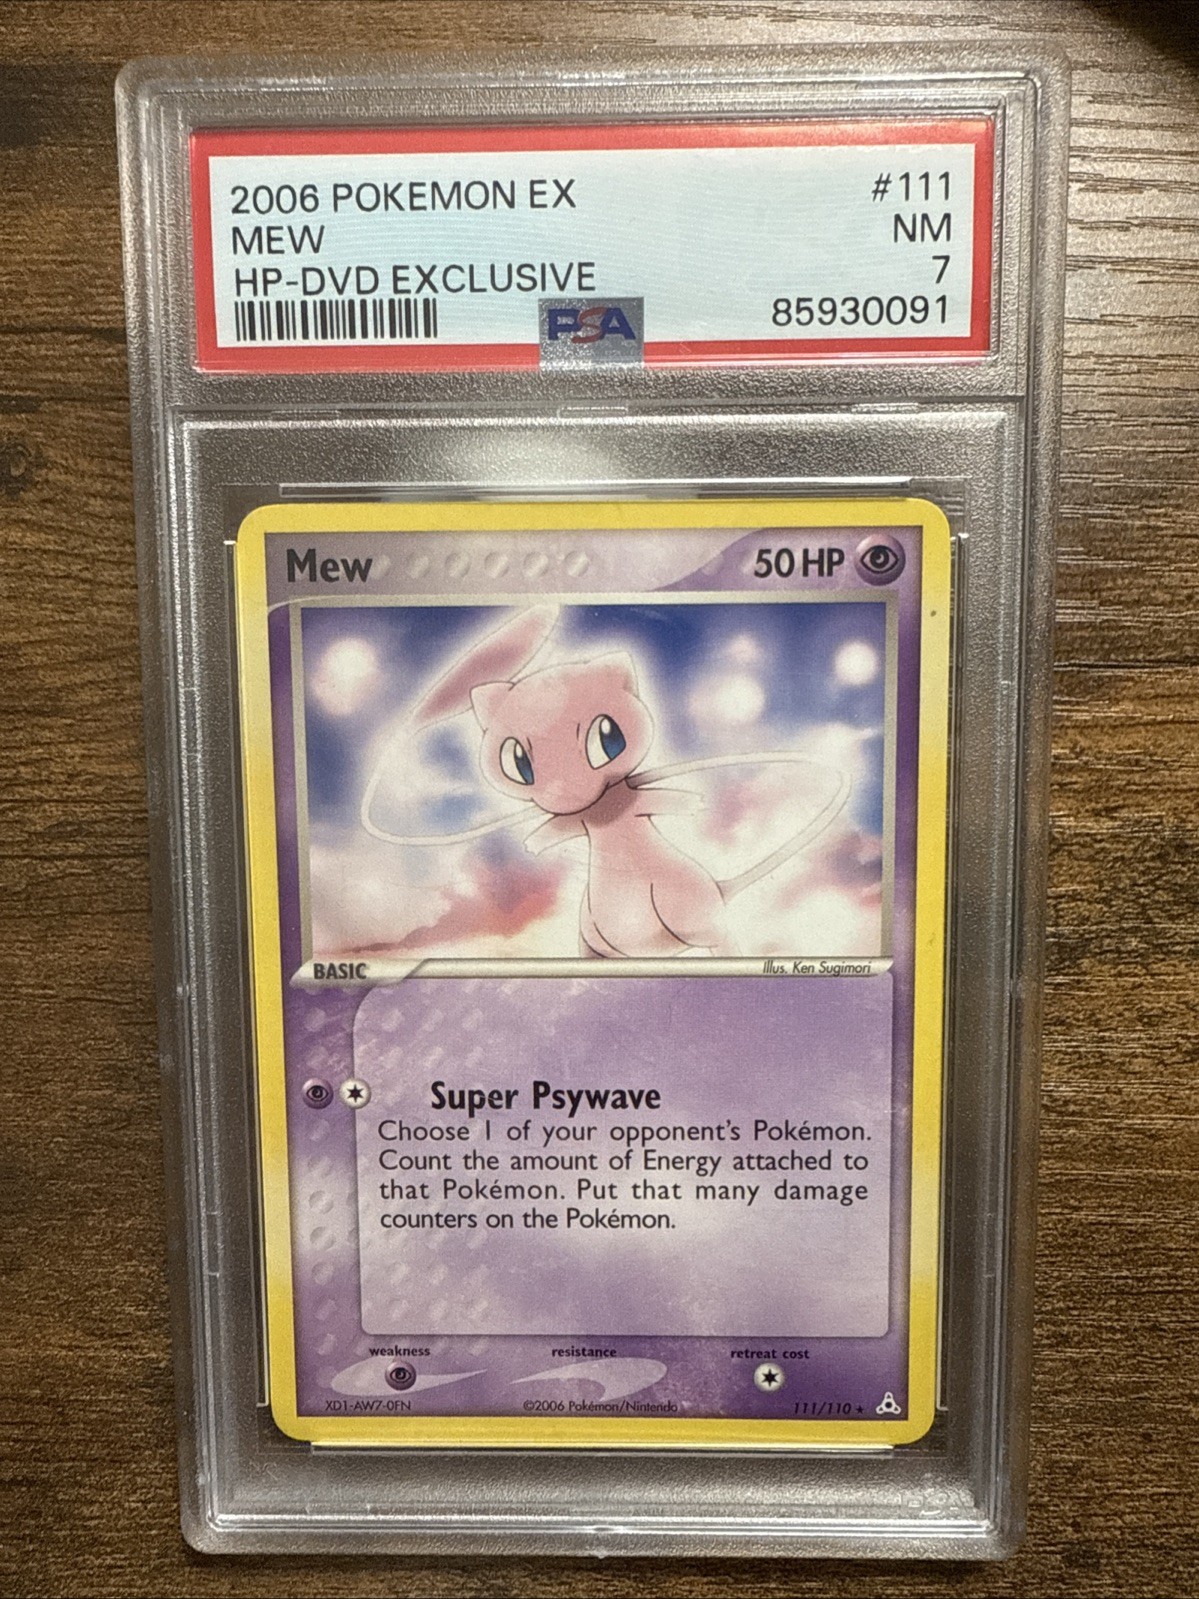 2006 POKEMON EX #111
MEW NM
HP-DVD EXCLUSIVE 7
PSA 85930091
Mew 50 HP
BASIC Illus. Ken Sugimori
Super Psywave
Choose 1 of your opponent's Pokémon.
Count the amount of Energy attached to
that Pokémon. Put that many damage
counters on the Pokémon.
weakness resistance retreat cost
XD1-AW7-0FN ©2006 Pokémon/Nintendo 111/110 ★